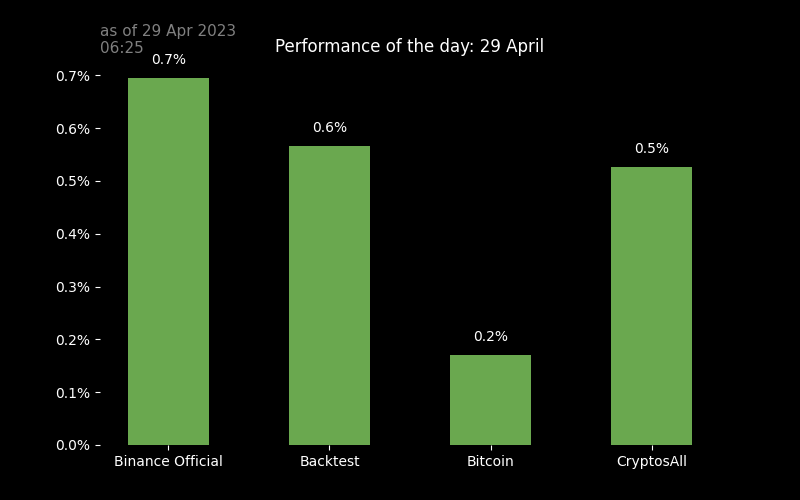 as of 29 Apr 2023
06:25
Performance of the day: 29 April
0.7%
0.7%
0.6%
0.6%
0.5%
0.5%
0.4%
0.3%
0.2%
0.2%
0.1%
0.0%
Binance Official
Backtest
Bitcoin
CryptosAll